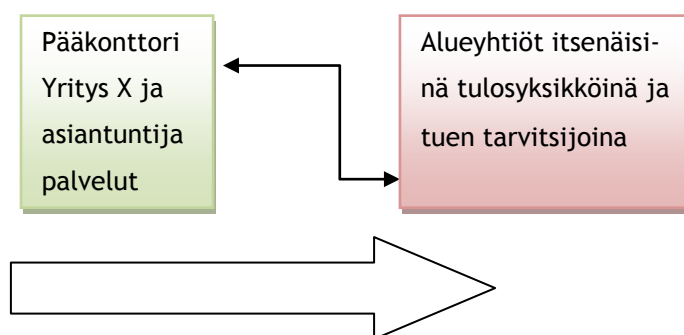 Pääkonttori
Yritys X ja
asiantuntija
palvelut
Alueyhtiöt itsenäisi-
nä tulosyksikköinä ja
tuen tarvitsijoina